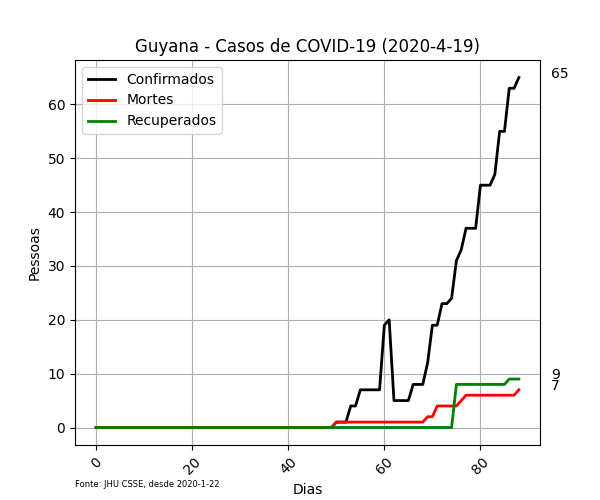 Guyana - Casos de COVID-19 (2020-4-19)
Confirmados
Mortes
Recuperados
65
9
7
60
50
40
30
20
10
0
Pessoas
0
20
40
60
80
Dias
Fonte: JHU CSSE, desde 2020-1-22